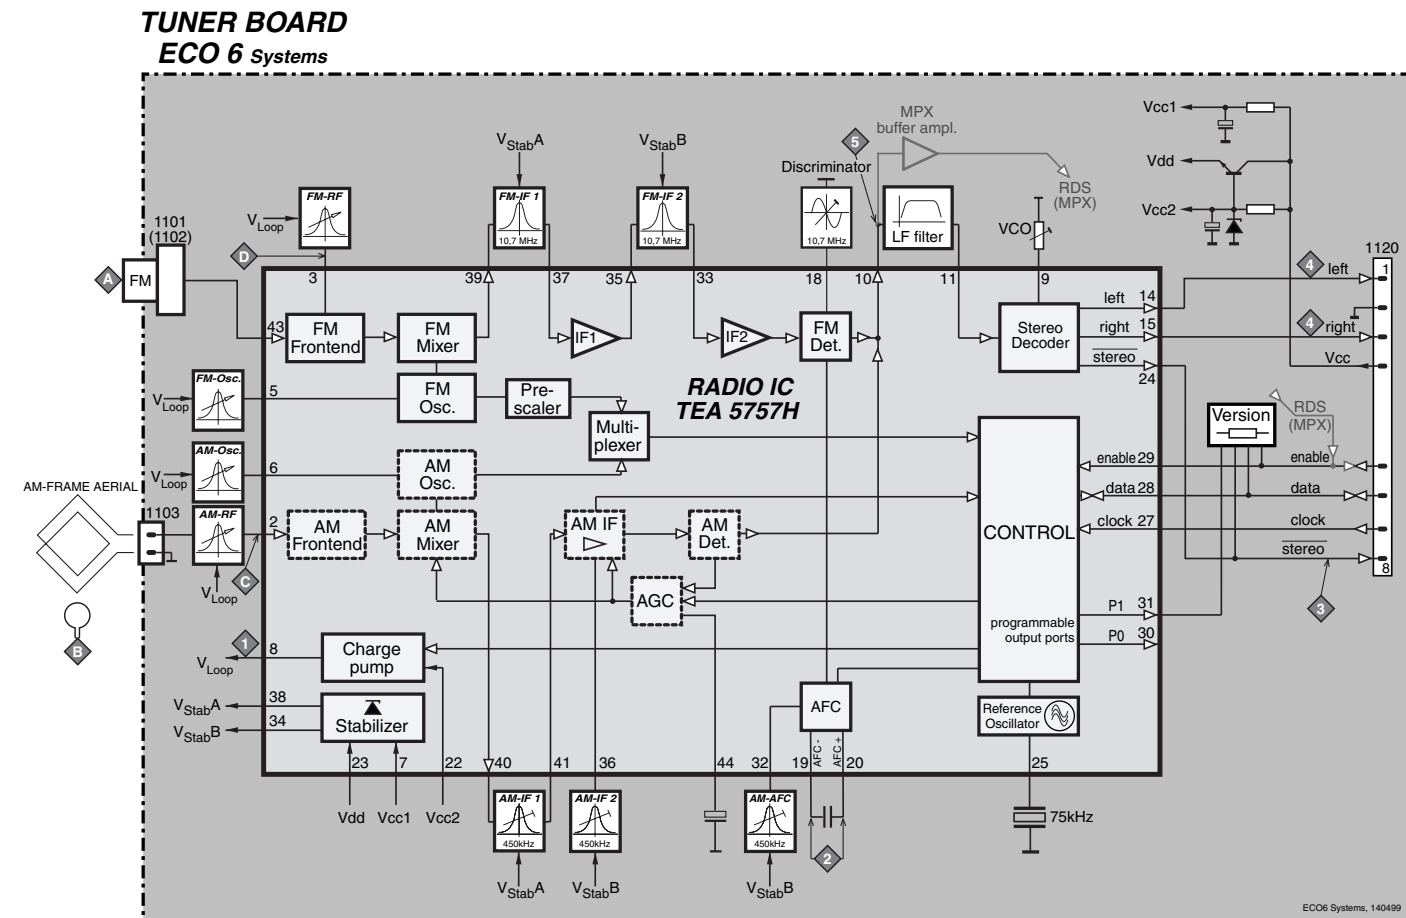 TUNER BOARD
ECO 6 Systems
Vcc1
Vdd
Vcc2
MPX
buffer ampl.
5
Discriminator
RDS
(MPX)
VStabA
VStabB
FM-RF
VLoop
FM-IF 1
10,7 MHz
FM-IF 2
10,7 MHz
10,7 MHz
LF filter
VCO
1101
(1102)
1120
D
A
FM
3
39
37
35
33
18
10
11
9
4
left
1
43
FM
Frontend
FM
Mixer
IF1
IF2
FM
Det.
Stereo
Decoder
left
14
right
15
stereo
24
4
right
Vcc
FM-Osc.
VLoop
5
FM
Osc.
Pre-
scaler
RADIO IC
TEA 5757H
Multi-
plexer
Version
RDS
(MPX)
AM-Osc.
VLoop
6
AM
Osc.
enable 29
enable
data 28
data
clock 27
clock
stereo
8
3
AM-FRAME AERIAL
1103
AM-RF
VLoop
C
B
2
AM
Frontend
AM
Mixer
AM IF
AM
Det.
AGC
CONTROL
programmable
output ports
P1
31
P0
30
1
VLoop
8
Charge
pump
VStabA
38
VStabB
34
Stabilizer
AFC
Reference
Oscillator
AFC -
AFC +
23
7
22
40
41
36
44
32
19
20
25
Vdd
Vcc1
Vcc2
AM-IF 1
450kHz
AM-IF 2
450kHz
AM-AFC
450kHz
2
75kHz
VStabA
VStabB
VStabB
ECO6 Systems, 140499